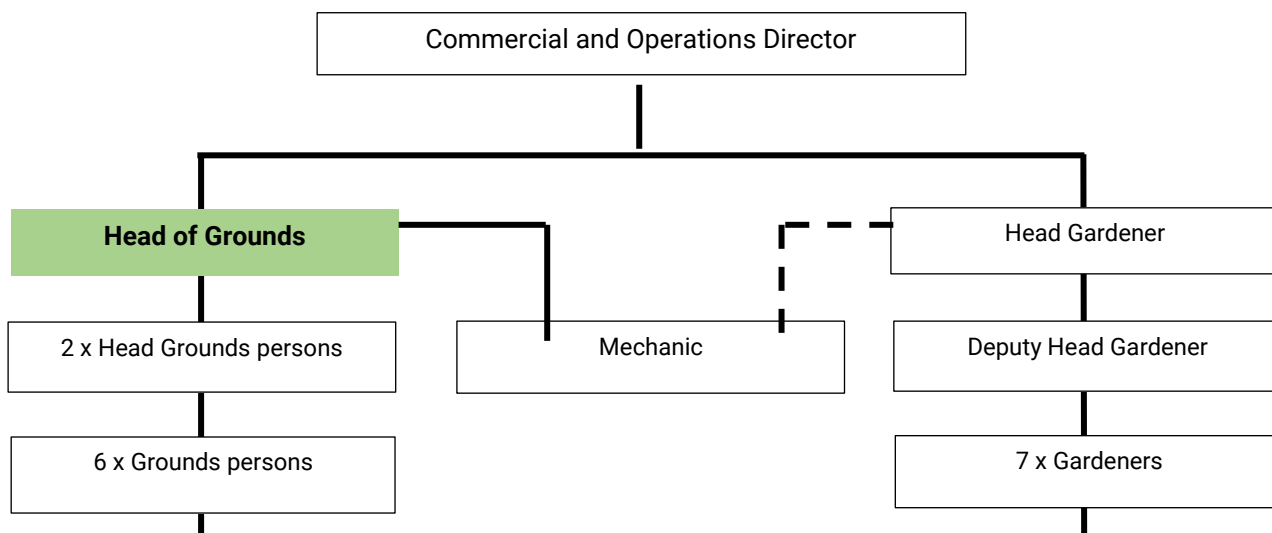 Commercial and Operations Director
Head of Grounds
Head Gardener
2 x Head Grounds persons
Mechanic
Deputy Head Gardener
6 x Grounds persons
7 x Gardeners